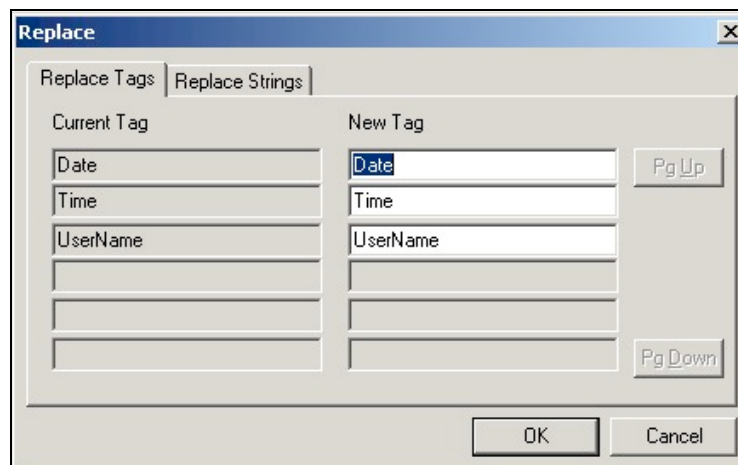 Replace
Replace Tags Replace Strings
Current Tag New Tag
Date Date Pg Up
Time Time
UserName UserName
Pg Down
OK Cancel